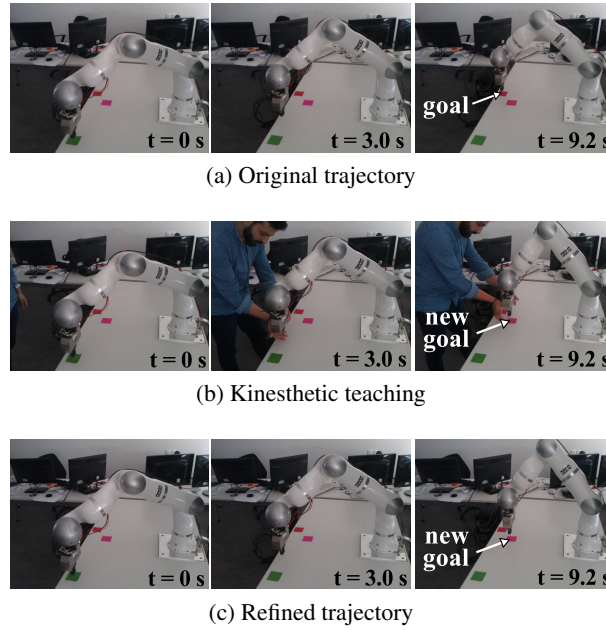 goal
t = 0 s
t = 3.0 s
t = 9.2 s
(a) Original trajectory
new
goal
t = 0 s
t = 3.0 s
t = 9.2 s
(b) Kinesthetic teaching
new
goal
t = 0 s
t = 3.0 s
t = 9.2 s
(c) Refined trajectory